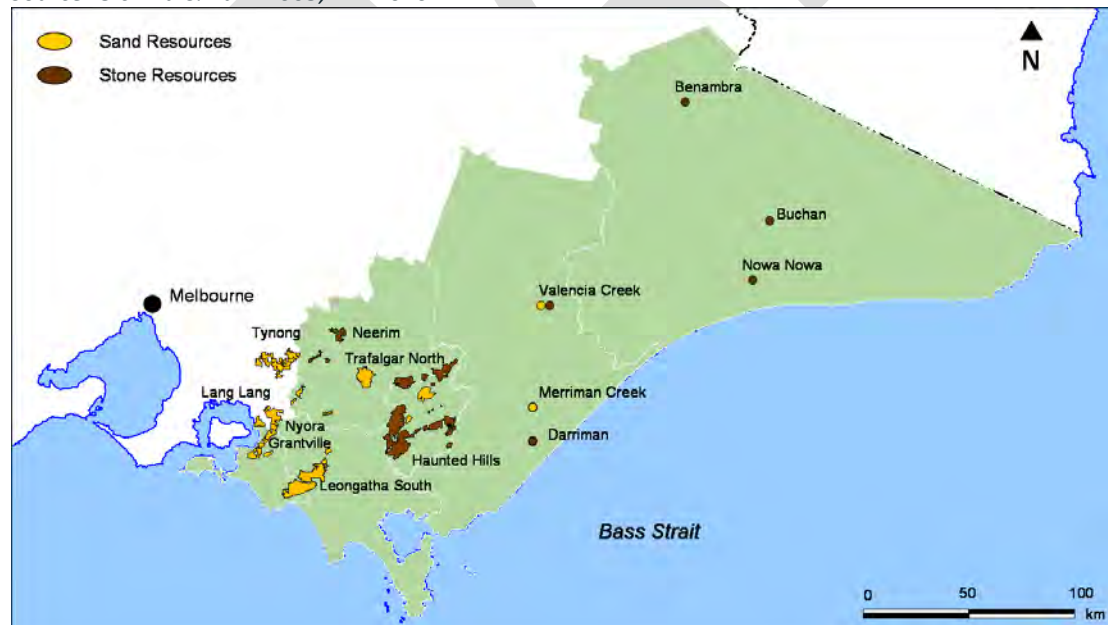 Sand Resources
Stone Resources
N
Benambra
Buchan
Nowa Nowa
Valencia Creek
Melbourne
Tynong
Neerim
Trafalgar North
Lang Lang
Merriman Creek
Nyora
Grantville
Darriman
Haunted Hills
Leongatha South
Bass Strait
0 50 100
km